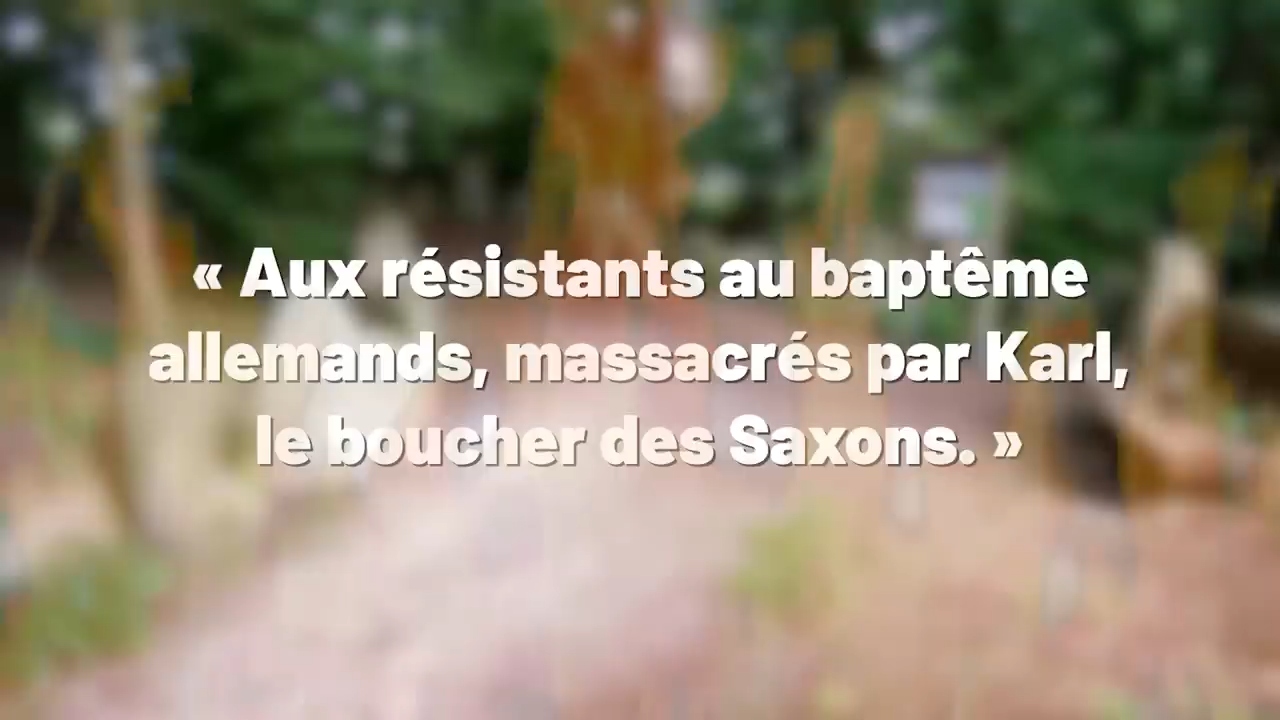 « Aux résistants au baptême
allemands, massacrés par Karl,
le boucher des Saxons. »